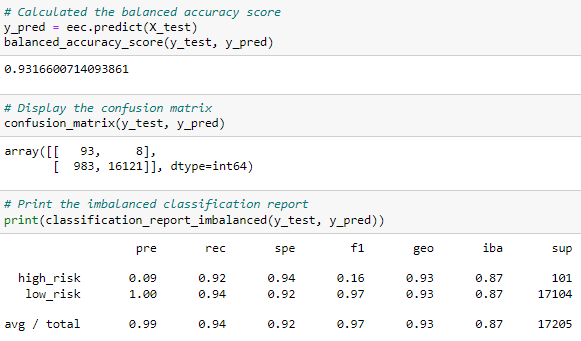 # Calculated the balanced accuracy score
y_pred = eec.predict(X_test)
balanced_accuracy_score(y_test, y_pred)
0.9316600714093861
# Display the confusion matrix
confusion_matrix(y_test, y_pred)
array([[   93,     8],
       [  983, 16121]], dtype=int64)
# Print the imbalanced classification report
print(classification_report_imbalanced(y_test, y_pred))
pre rec spe f1 geo iba sup
high_risk 0.09 0.92 0.94 0.16 0.93 0.87 101
low_risk 1.00 0.94 0.92 0.97 0.93 0.87 17104
avg / total 0.99 0.94 0.92 0.97 0.93 0.87 17205